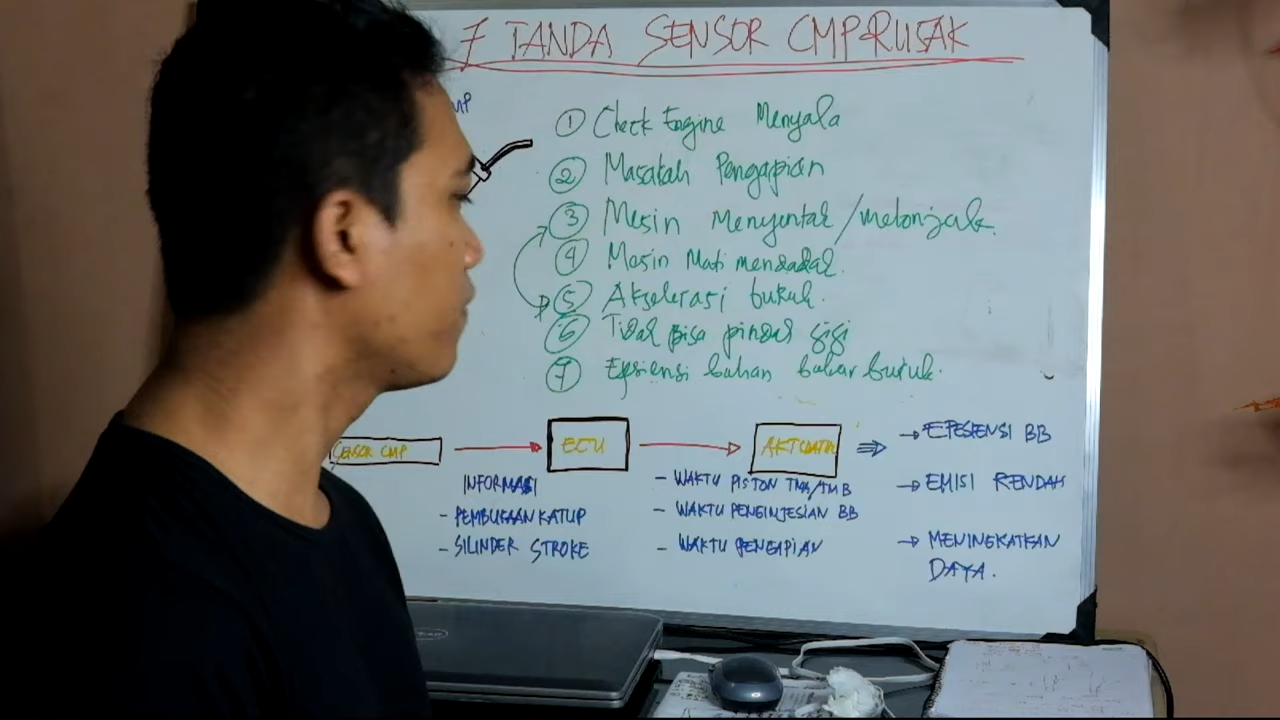 7 TANDA SENSOR CMP RUSAK
MP
① Check Engine Menyala
② Masalah Pengapian
③ Mesin Menyentak/melonjak.
④ Mesin Mati mendadak.
⑤ Akselerasi buruk.
⑥ Tidak bisa pindah gigi
⑦ Efisiensi bahan bakar buruk.
SENSOR CMP
ECU
AKTUATOR
INFORMASI
- PEMBUKAAN KATUP
- SILINDER STROKE
- WAKTU PISTON TMA/TMB
- WAKTU PENGINJESIAN BB
- WAKTU PENGAPIAN
→ EFESIENSI BB
→ EMISI RENDAH
→ MENINGKATKAN
DAYA.